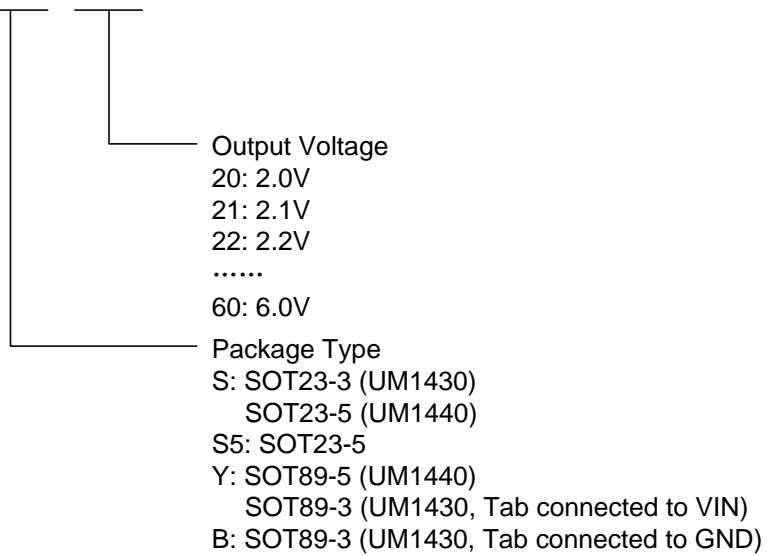 Output Voltage
20: 2.0V
21: 2.1V
22: 2.2V
……
60: 6.0V
Package Type
S: SOT23-3 (UM1430)
SOT23-5 (UM1440)
S5: SOT23-5
Y: SOT89-5 (UM1440)
SOT89-3 (UM1430, Tab connected to VIN)
B: SOT89-3 (UM1430, Tab connected to GND)